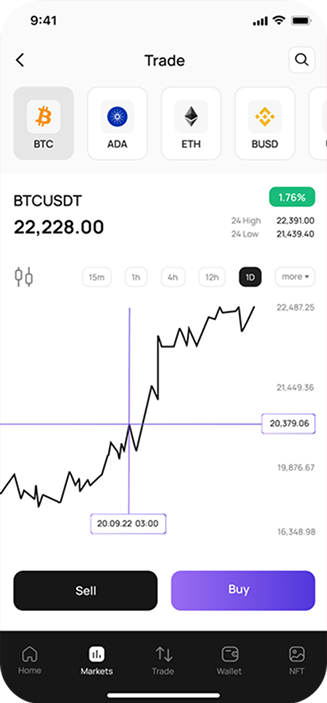 9:41
Trade
BTC ADA ETH BUSD
BTCUSDT 1.76%
22,228.00
24 High 22,391.00
24 Low 21,439.40
15m 1h 4h 12h 1D more
22,487.25
21,449.36
20,379.06
19,876.67
20.09.22 03:00
16,348.98
Sell Buy
Home Markets Trade Wallet NFT